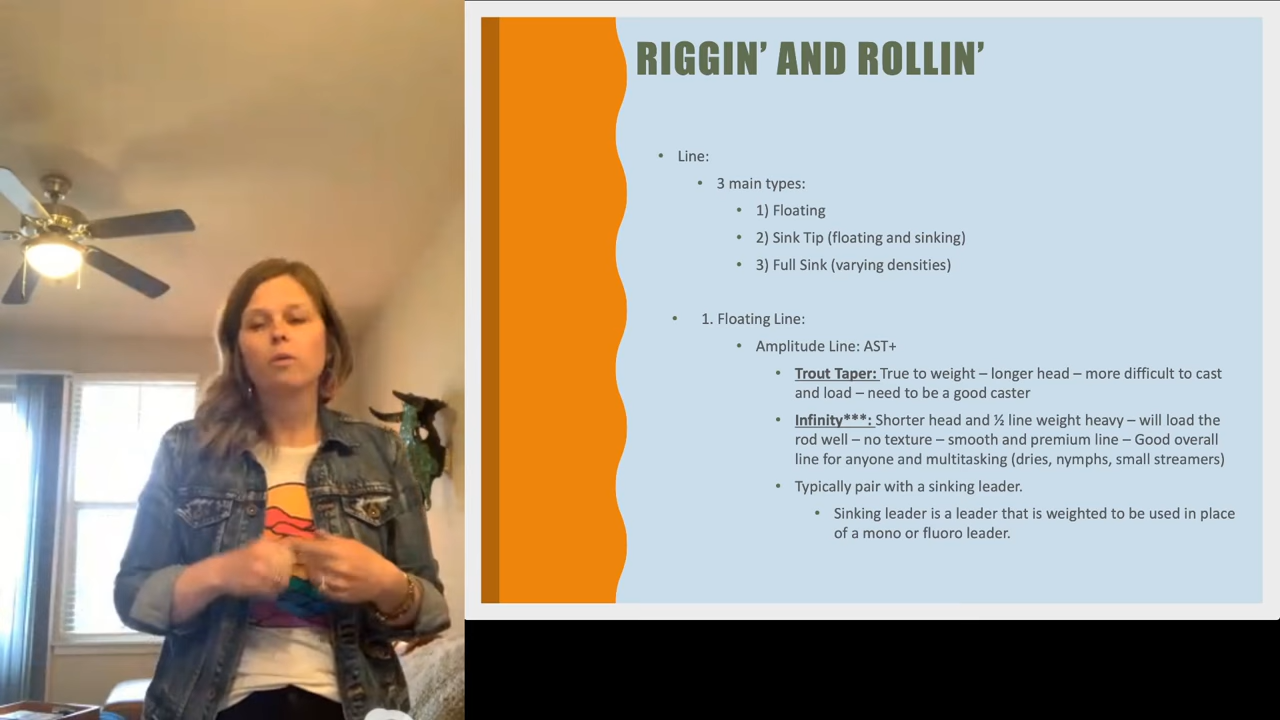 RIGGIN' AND ROLLIN'
• Line:
• 3 main types:
• 1) Floating
• 2) Sink Tip (floating and sinking)
• 3) Full Sink (varying densities)
• 1. Floating Line:
• Amplitude Line: AST+
• Trout Taper: True to weight – longer head – more difficult to cast
and load – need to be a good caster
• Infinity***: Shorter head and ½ line weight heavy – will load the
rod well – no texture – smooth and premium line – Good overall
line for anyone and multitasking (dries, nymphs, small streamers)
• Typically pair with a sinking leader.
• Sinking leader is a leader that is weighted to be used in place
of a mono or fluoro leader.